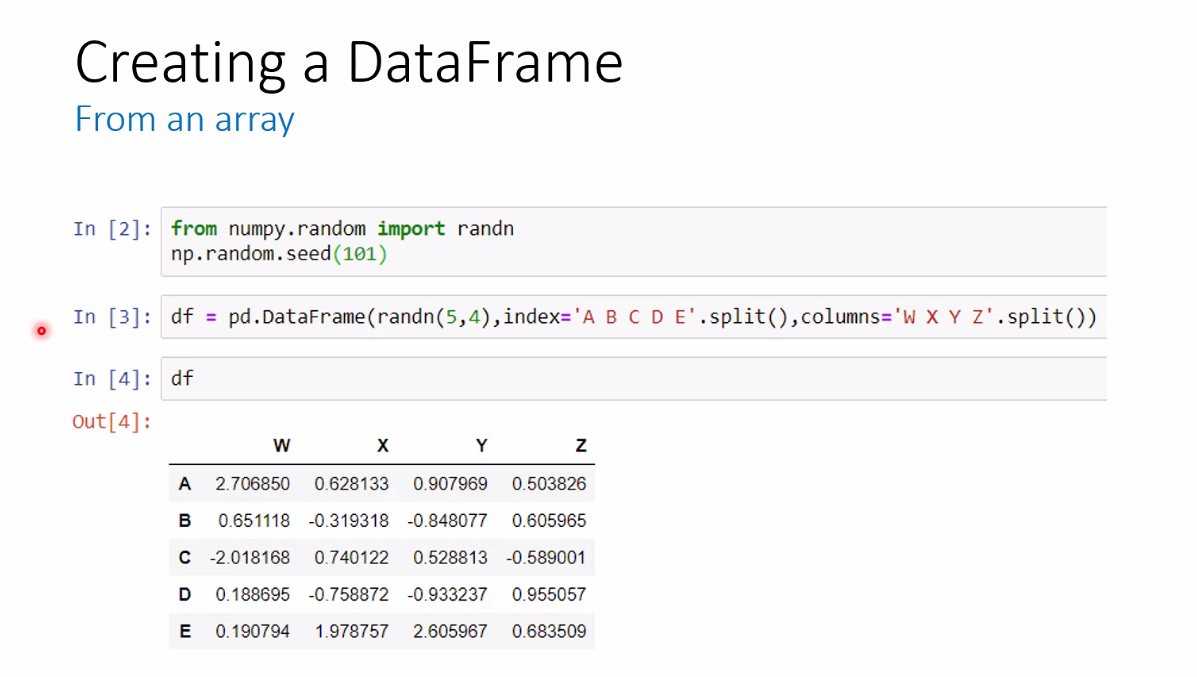 Creating a DataFrame
From an array
In [2]: from numpy.random import randn
np.random.seed(101)
In [3]: df = pd.DataFrame(randn(5,4),index='A B C D E'.split(),columns='W X Y Z'.split())
In [4]: df
Out[4]:
W X Y Z
A 2.706850 0.628133 0.907969 0.503826
B 0.651118 -0.319318 -0.848077 0.605965
C -2.018168 0.740122 0.528813 -0.589001
D 0.188695 -0.758872 -0.933237 0.955057
E 0.190794 1.978757 2.605967 0.683509